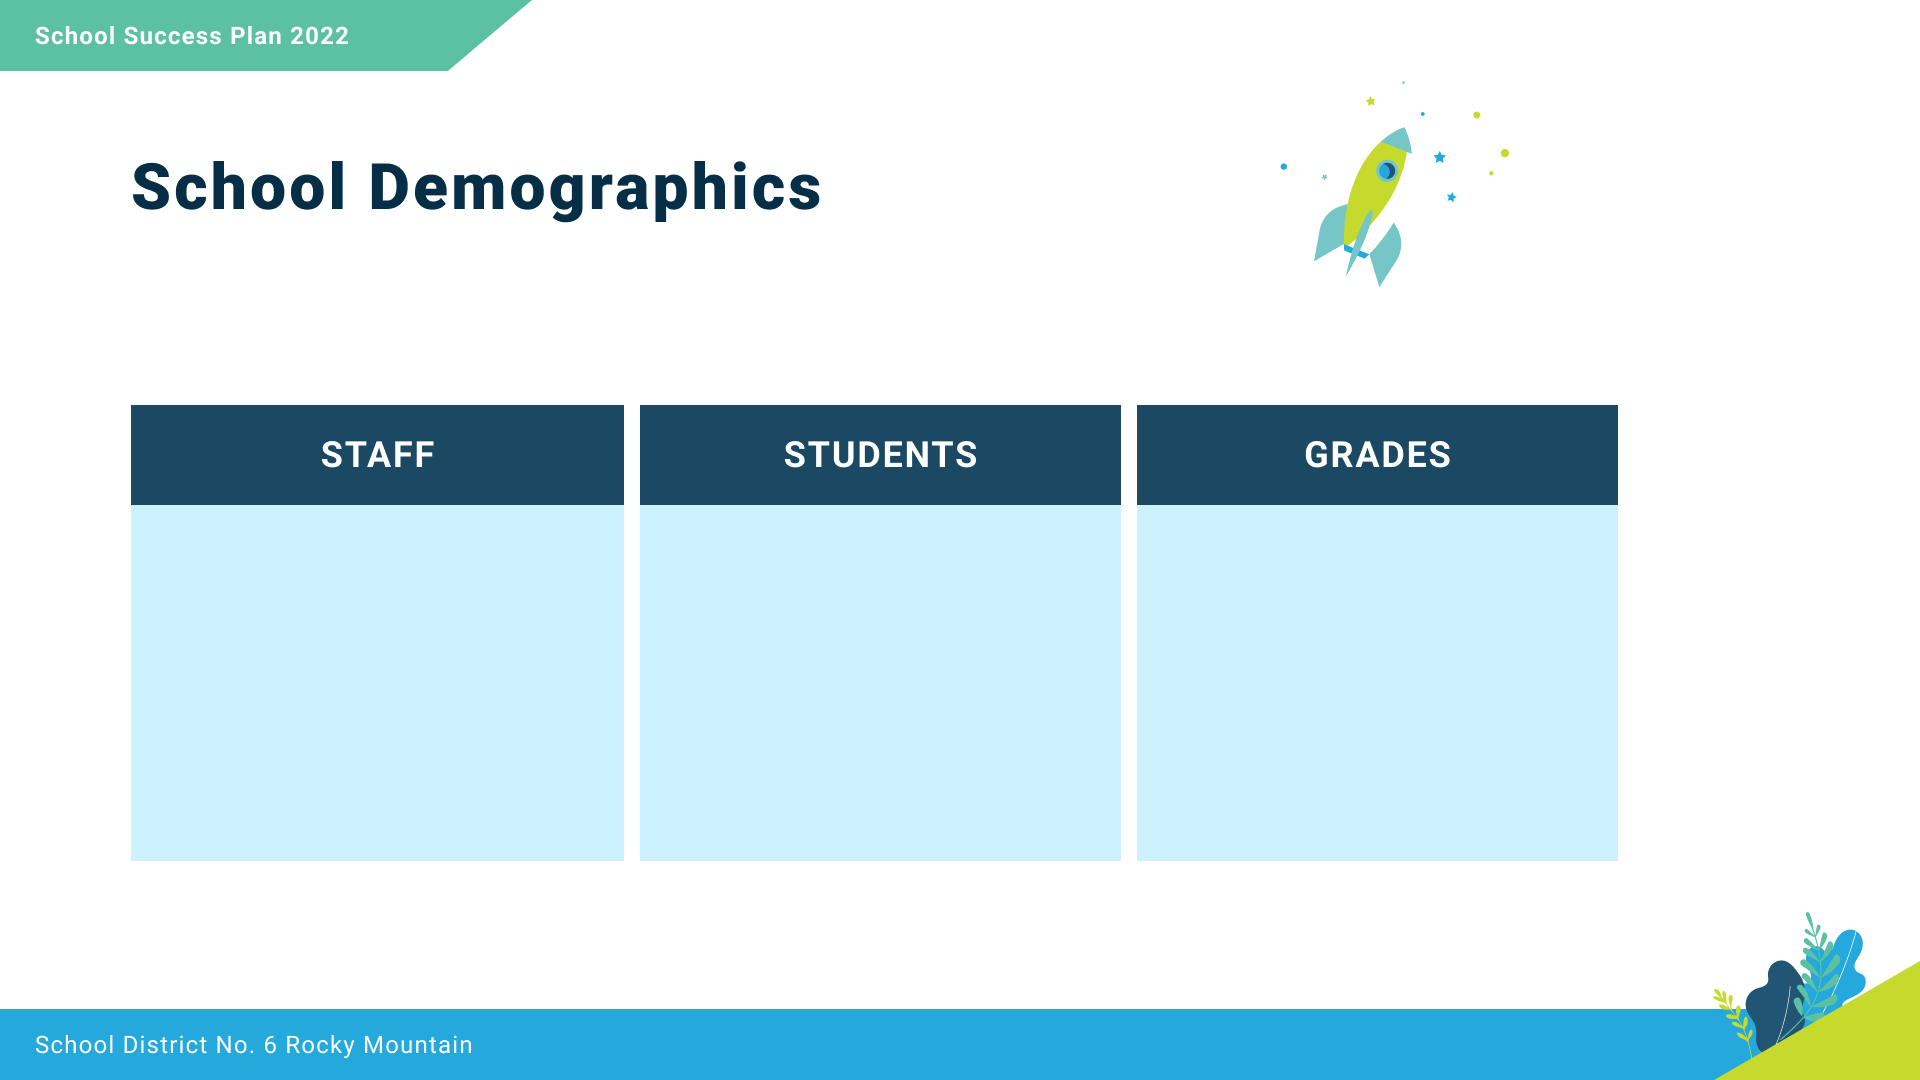 School Success Plan 2022
School Demographics
STAFF
STUDENTS
GRADES
School District No. 6 Rocky Mountain